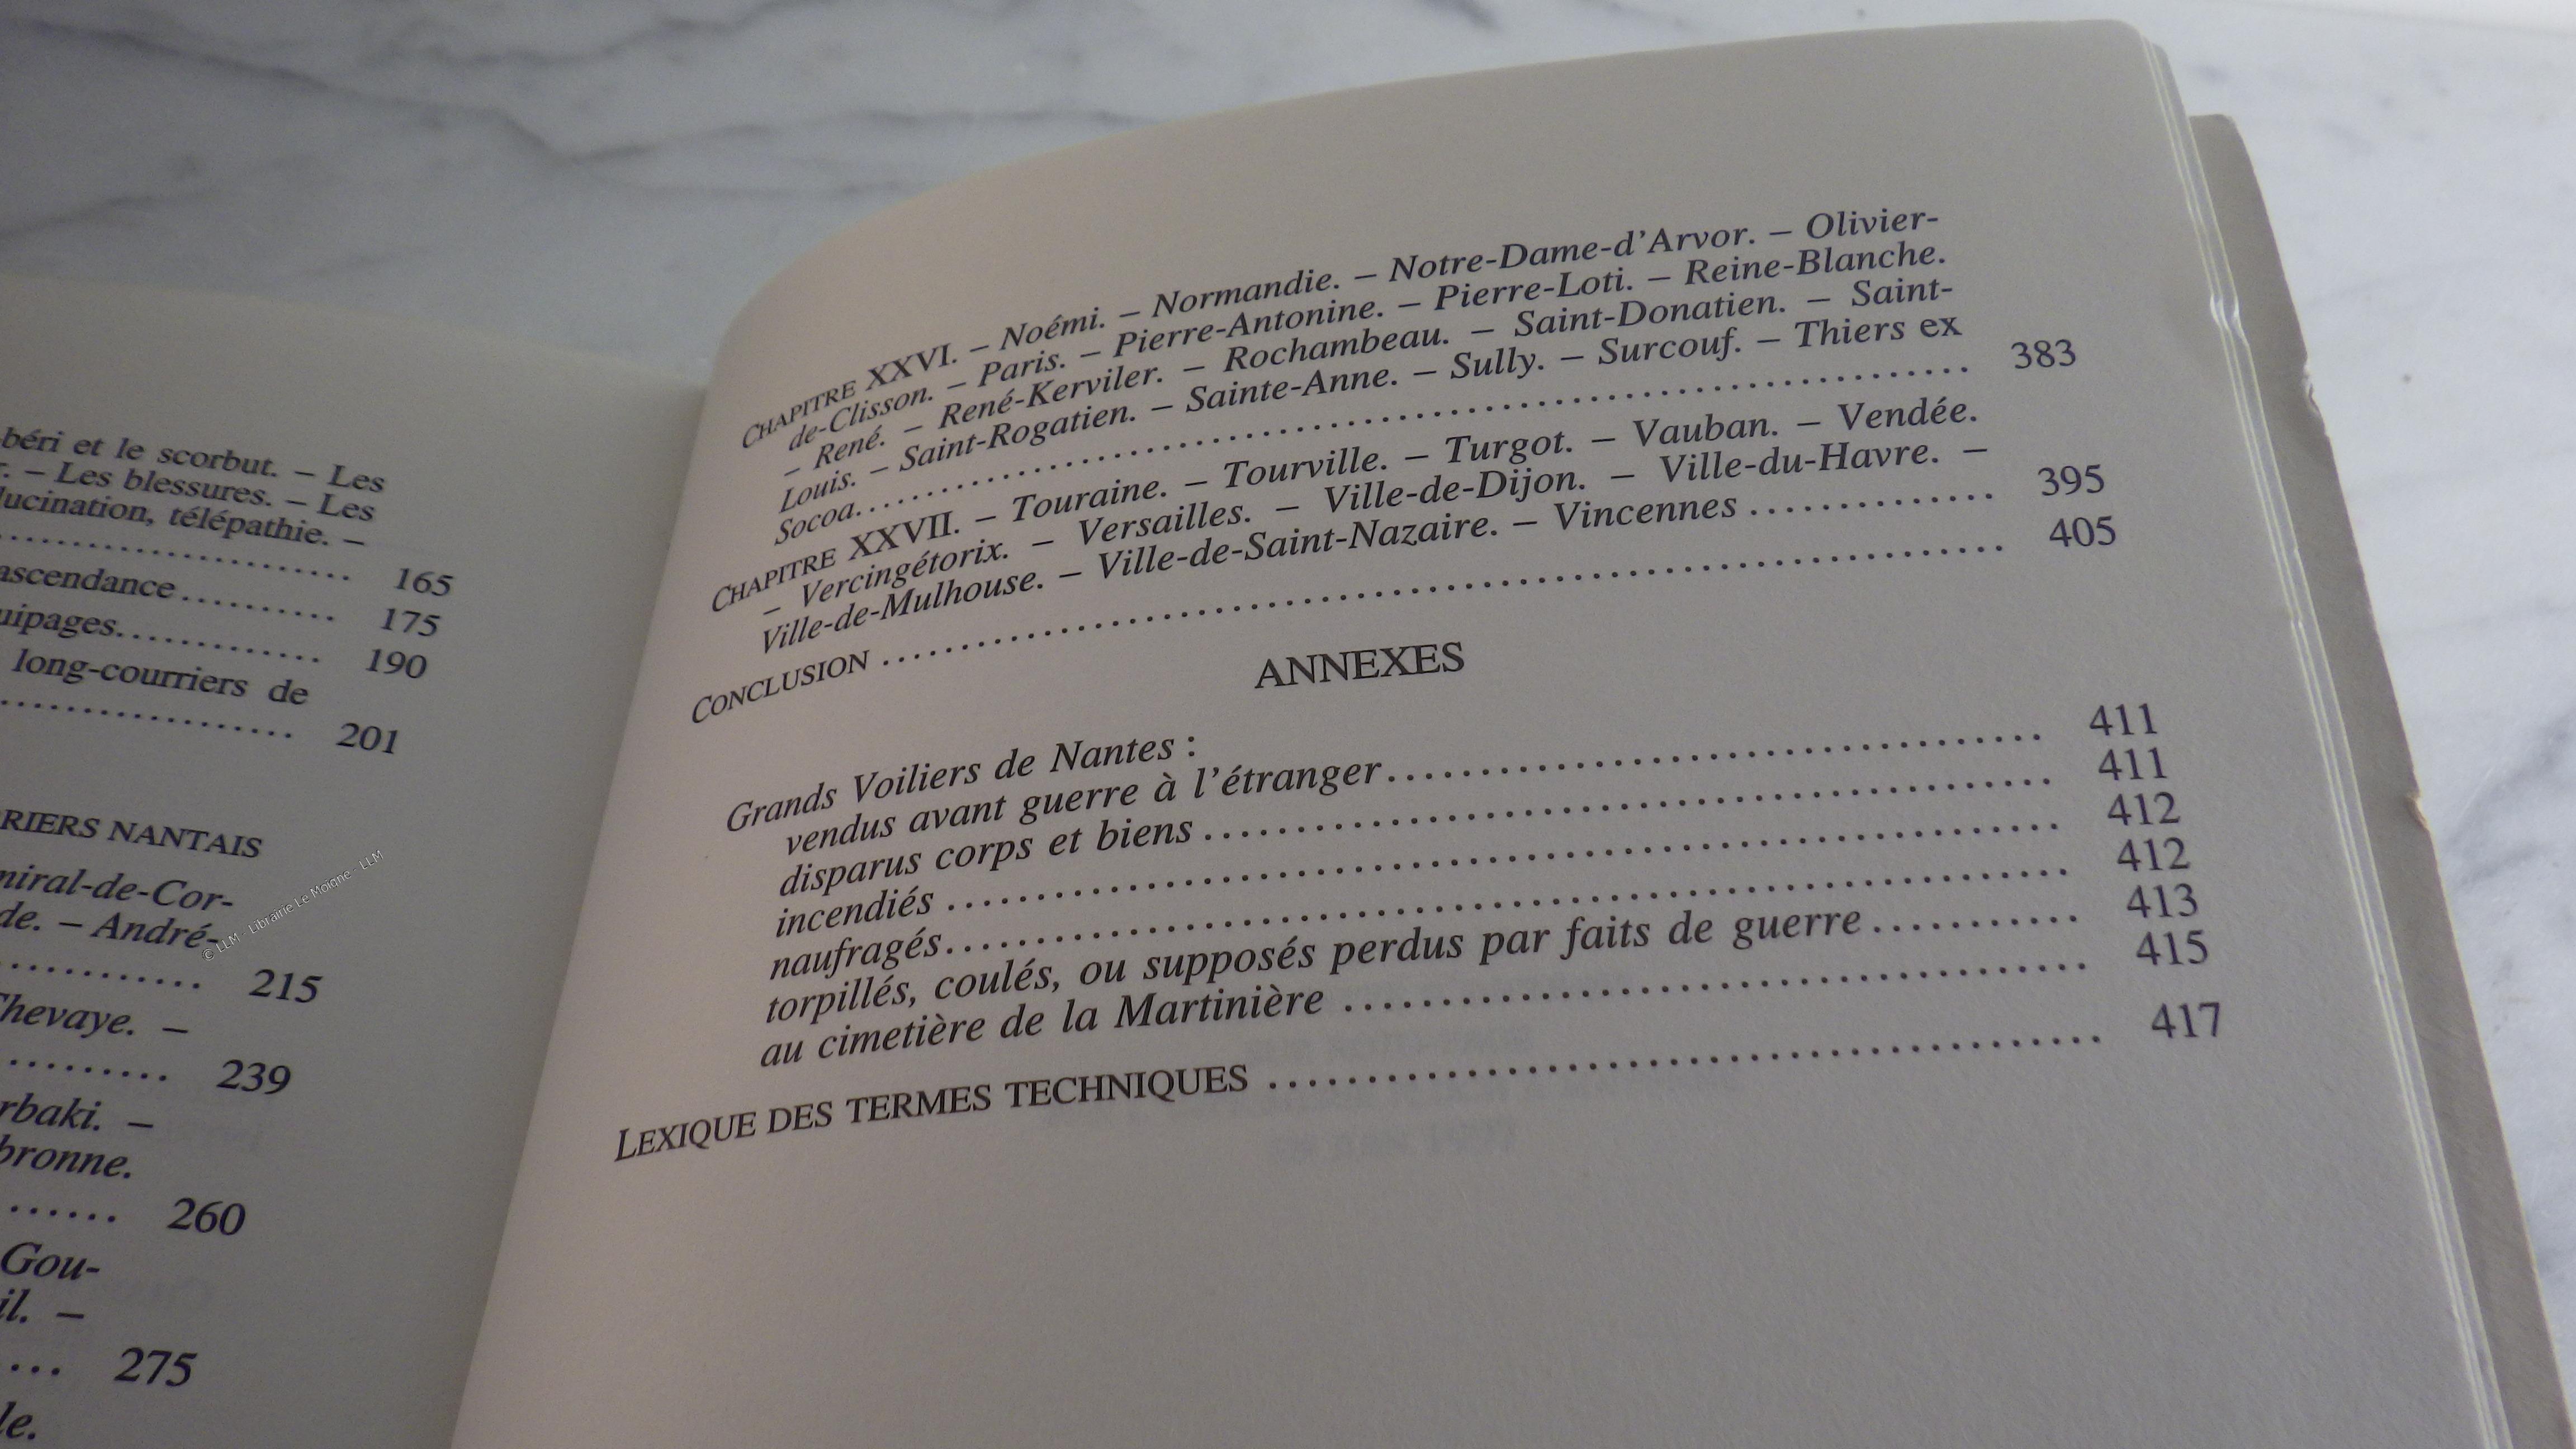 béri et le scorbut. – Les
– Les blessures. – Les
lucination, télépathie. –
165
ascendance.......... 175
uipages............. 190
long-courriers de
201
RIERS NANTAIS
miral-de-Cor-
de. – André-
215
Chevaye. –
239
rbaki. –
bronne.
260
Gou-
il. –
275
le.
© LLM - Librairie Le Moigne - LLM
CHAPITRE XXVI. – Noémi. – Normandie. – Notre-Dame-d'Arvor. – Olivier-
de-Clisson. – Paris. – Pierre-Antonine. – Pierre-Loti. – Reine-Blanche.
– René. – René-Kerviler. – Rochambeau. – Saint-Donatien. – Saint-
Louis. – Saint-Rogatien. – Sainte-Anne. – Sully. – Surcouf. – Thiers ex
Socoa.......... 383
CHAPITRE XXVII. – Touraine. – Tourville. – Turgot. – Vauban. – Vendée.
– Vercingétorix. – Versailles. – Ville-de-Dijon. – Ville-du-Havre. –
Ville-de-Mulhouse. – Ville-de-Saint-Nazaire. – Vincennes .......... 395
CONCLUSION .......... 405
ANNEXES
Grands Voiliers de Nantes :
vendus avant guerre à l'étranger.......... 411
disparus corps et biens .......... 411
incendiés .......... 412
naufragés.......... 412
torpillés, coulés, ou supposés perdus par faits de guerre .......... 413
au cimetière de la Martinière .......... 415
LEXIQUE DES TERMES TECHNIQUES .......... 417